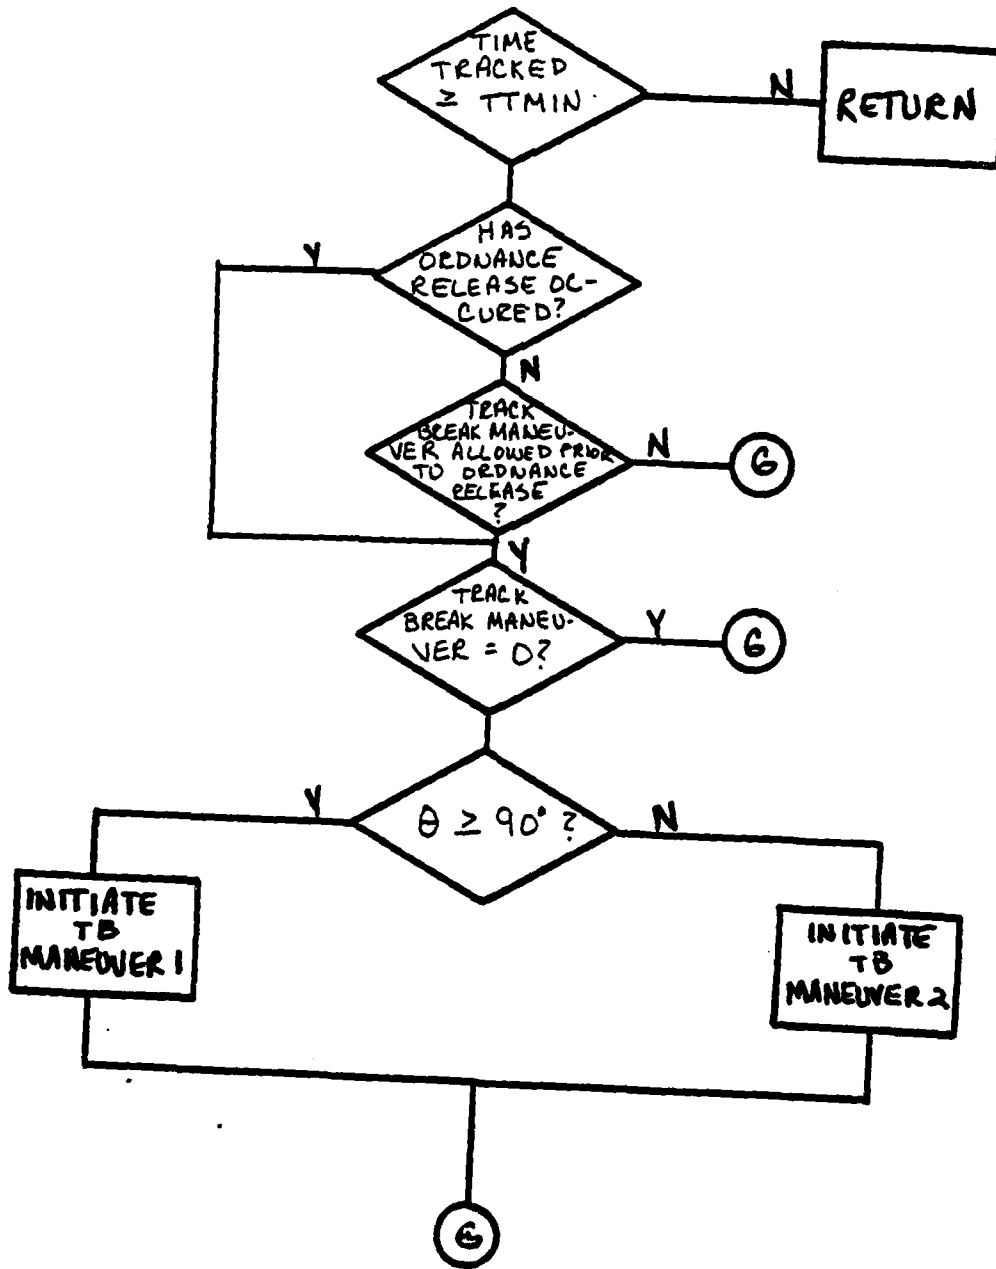 TIME
TRACKED
≥ TTMIN
N
RETURN
HAS
ORDNANCE
RELEASE OC-
CURED?
Y
N
TRACK
BREAK MANEU-
VER ALLOWED PRIOR
TO ORDNANCE
RELEASE
?
N
G
Y
TRACK
BREAK MANEU-
VER = 0?
Y
G
θ ≥ 90° ?
Y
N
INITIATE
TB
MANEUVER 1
INITIATE
TB
MANEUVER 2
G